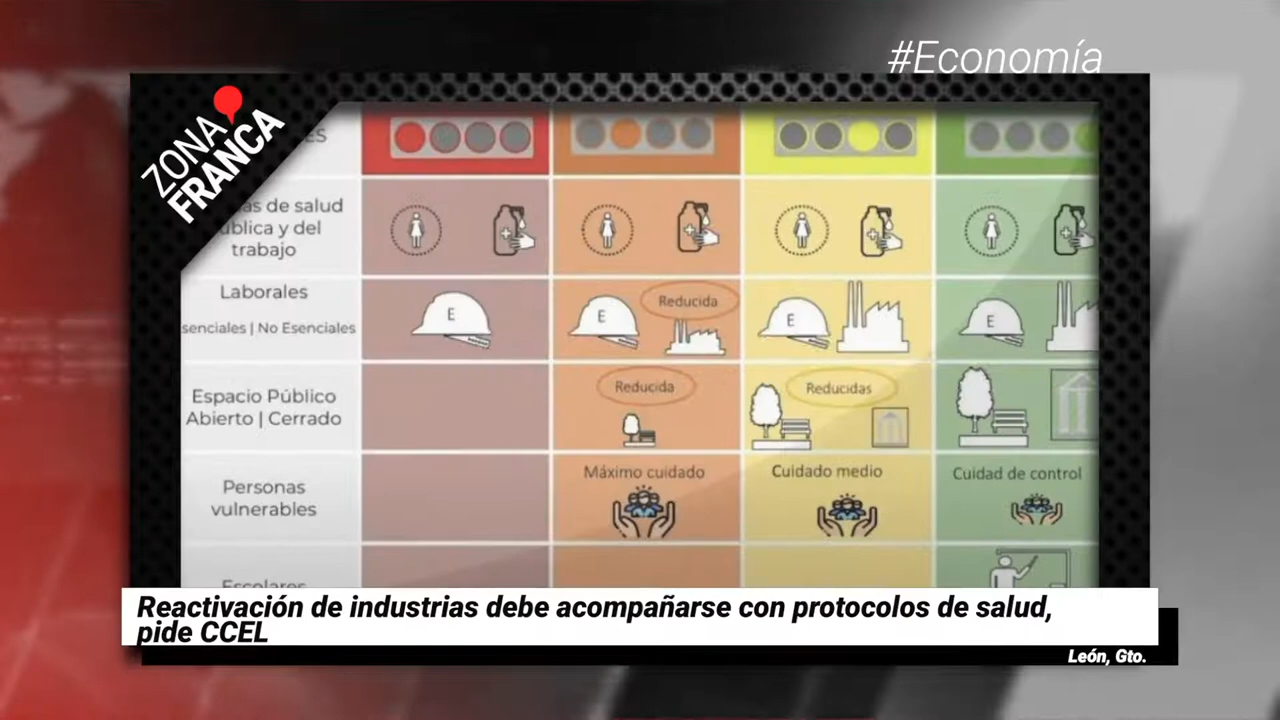 #Economía
ZONA
FRANCA
ES
as de salud
ública y del
trabajo
Laborales
senciales | No Esenciales
E
E
Reducida
E
E
Espacio Público
Abierto | Cerrado
Reducida
Reducidas
Personas
vulnerables
Máximo cuidado
Cuidado medio
Cuidad de control
Escolares
Reactivación de industrias debe acompañarse con protocolos de salud,
pide CCEL
León, Gto.